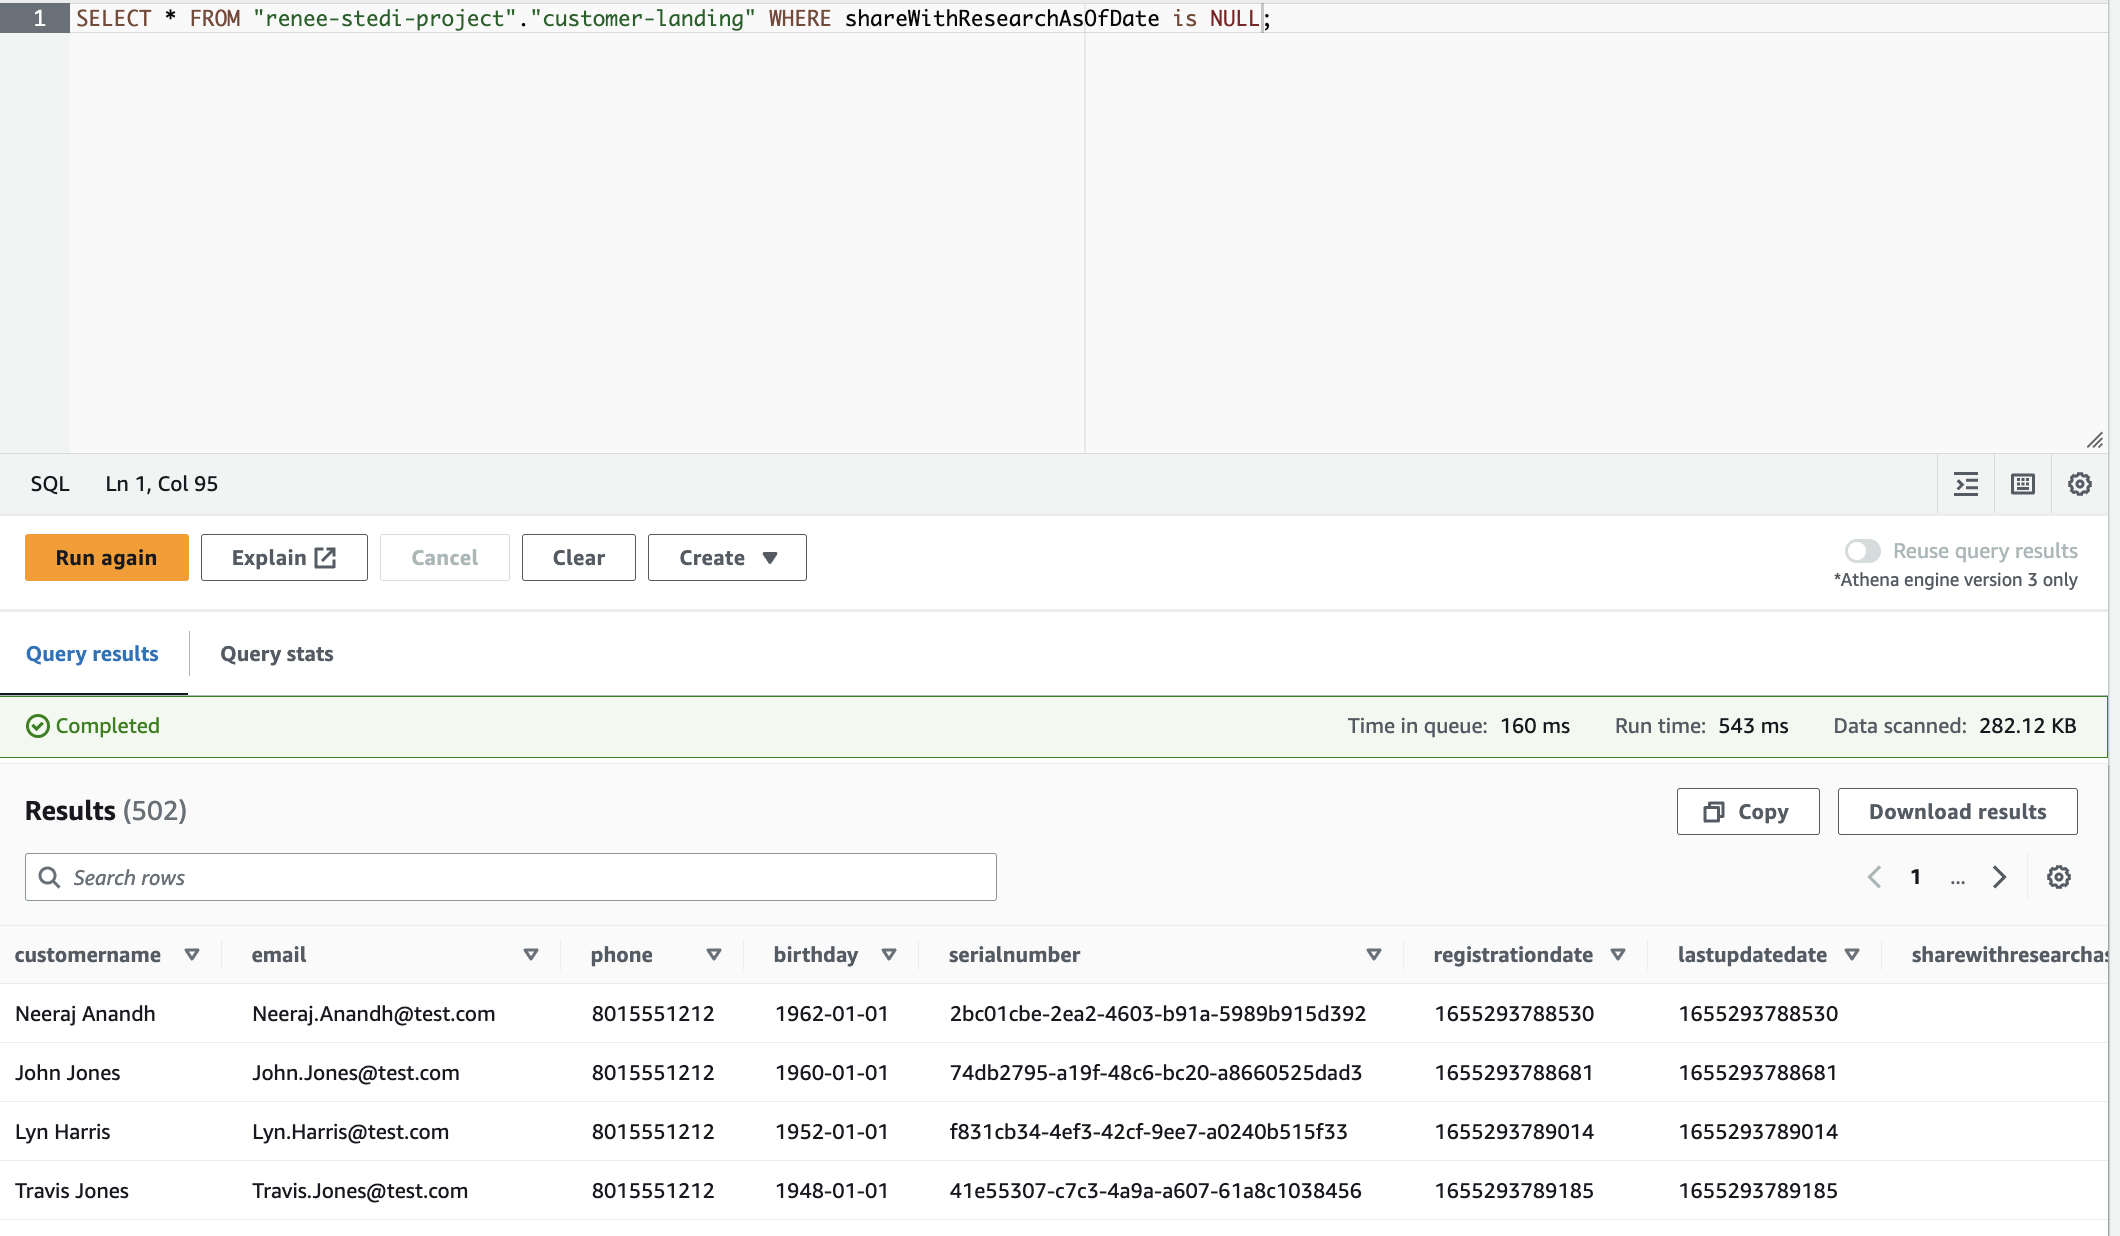 1 SELECT * FROM "renee-stedi-project"."customer-landing" WHERE shareWithResearchAsOfDate is NULL;
SQL Ln 1, Col 95
Run again Explain Cancel Clear Create Reuse query results
*Athena engine version 3 only
Query results Query stats
Completed Time in queue: 160 ms Run time: 543 ms Data scanned: 282.12 KB
Results (502) Copy Download results
Search rows 1 ...
customername email phone birthday serialnumber registrationdate lastupdatedate sharewithresearchas
Neeraj Anandh Neeraj.Anandh@test.com 8015551212 1962-01-01 2bc01cbe-2ea2-4603-b91a-5989b915d392 1655293788530 1655293788530
John Jones John.Jones@test.com 8015551212 1960-01-01 74db2795-a19f-48c6-bc20-a8660525dad3 1655293788681 1655293788681
Lyn Harris Lyn.Harris@test.com 8015551212 1952-01-01 f831cb34-4ef3-42cf-9ee7-a0240b515f33 1655293789014 1655293789014
Travis Jones Travis.Jones@test.com 8015551212 1948-01-01 41e55307-c7c3-4a9a-a607-61a8c1038456 1655293789185 1655293789185